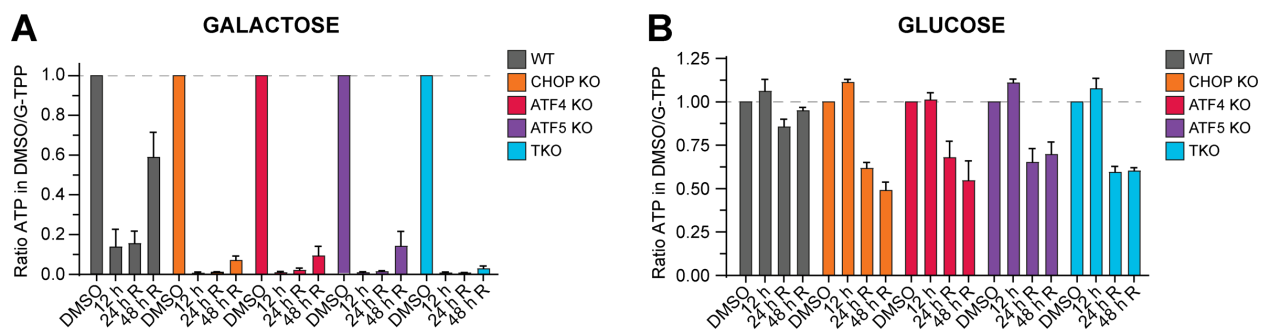 A
GALACTOSE
Ratio ATP in DMSO/G-TPP
1.0
0.8
0.6
0.4
0.2
0.0
DMSO
12 h
24 h R
48 h R
DMSO
12 h
24 h R
48 h R
DMSO
12 h
24 h R
48 h R
DMSO
12 h
24 h R
48 h R
DMSO
12 h
24 h R
48 h R
WT
CHOP KO
ATF4 KO
ATF5 KO
TKO
B
GLUCOSE
Ratio ATP in DMSO/G-TPP
1.25
1.00
0.75
0.50
0.25
0.00
DMSO
12 h
24 h R
48 h R
DMSO
12 h
24 h R
48 h R
DMSO
12 h
24 h R
48 h R
DMSO
12 h
24 h R
48 h R
DMSO
12 h
24 h R
48 h R
WT
CHOP KO
ATF4 KO
ATF5 KO
TKO